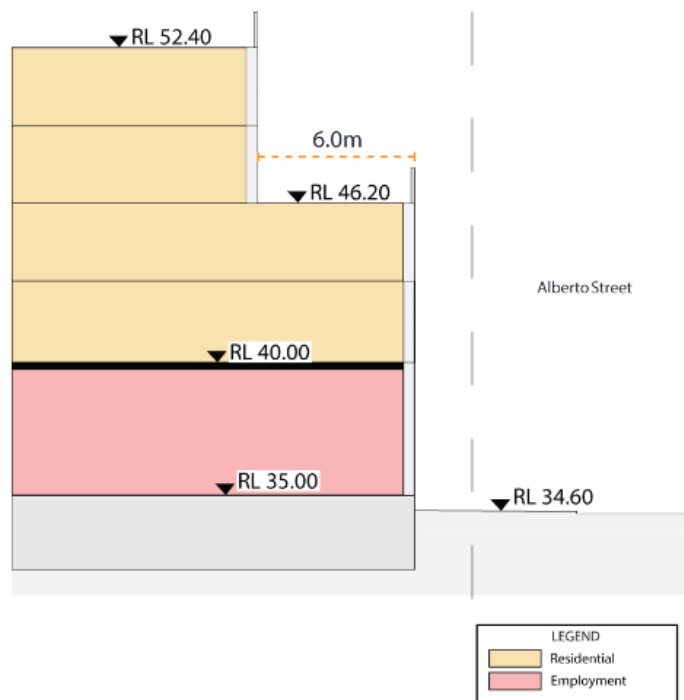 RL 52.40
6.0m
RL 46.20
Alberto Street
RL 40.00
RL 35.00
RL 34.60
LEGEND
Residential
Employment